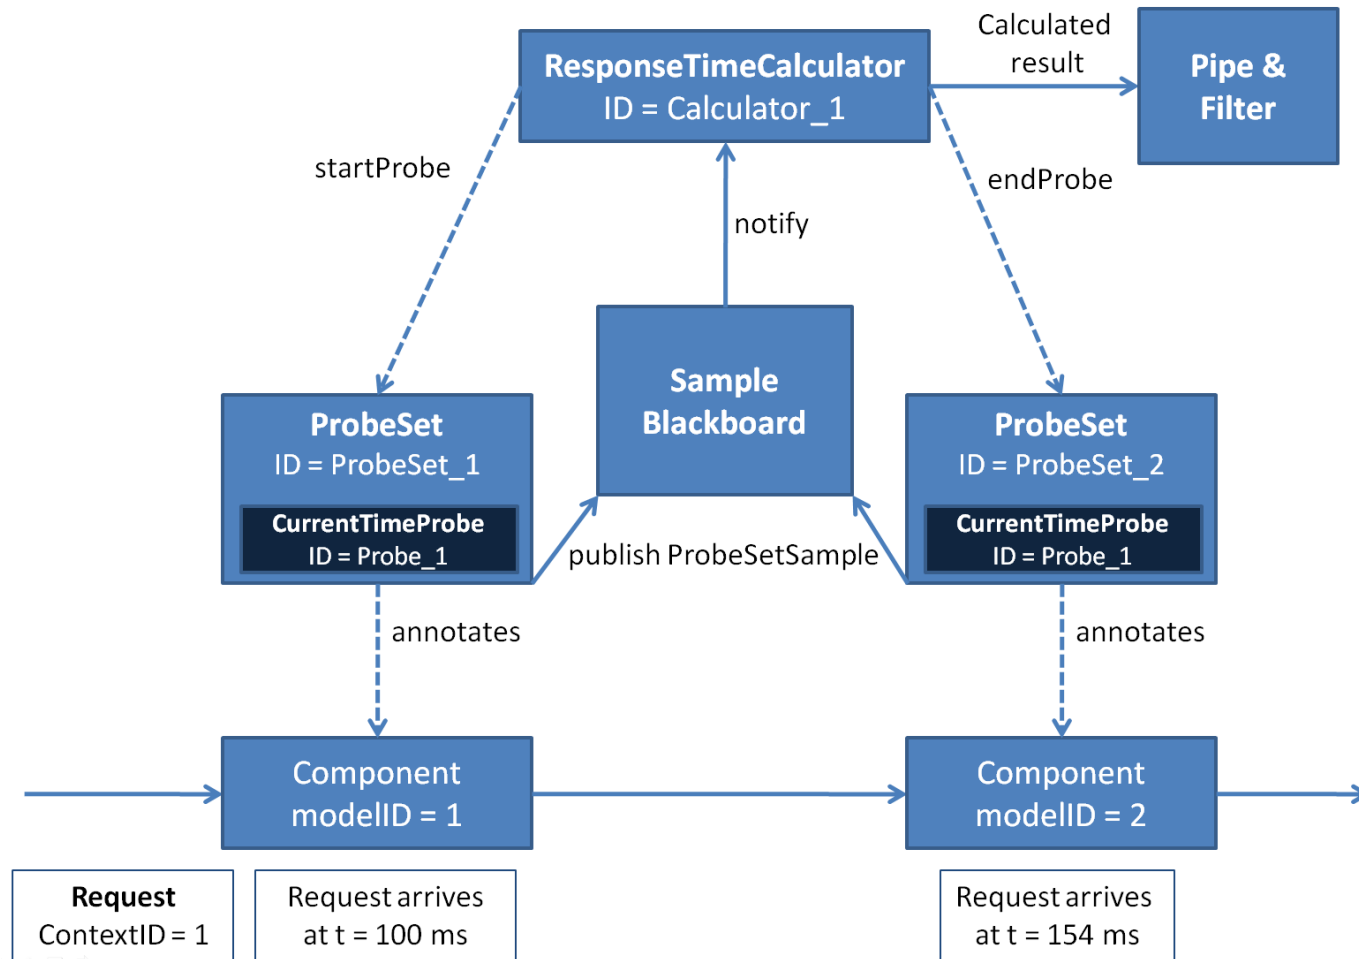 Calculated
result
ResponseTimeCalculator
ID = Calculator_1
Pipe &
Filter
startProbe
endProbe
notify
Sample
Blackboard
ProbeSet
ID = ProbeSet_1
CurrentTimeProbe
ID = Probe_1
ProbeSet
ID = ProbeSet_2
CurrentTimeProbe
ID = Probe_1
publish ProbeSetSample
annotates
annotates
Component
modelID = 1
Component
modelID = 2
Request
ContextID = 1
Request arrives
at t = 100 ms
Request arrives
at t = 154 ms